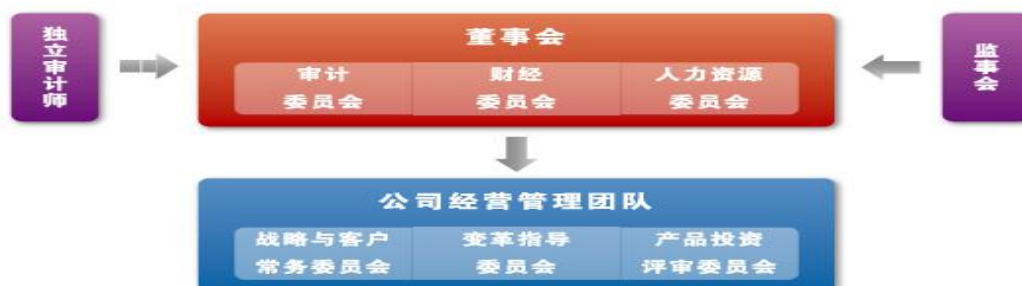 独立审计师
董事会
审计
委员会
财经
委员会
人力资源
委员会
监事会
公司经营管理团队
战略与客户
常务委员会
变革指导
委员会
产品投资
评审委员会